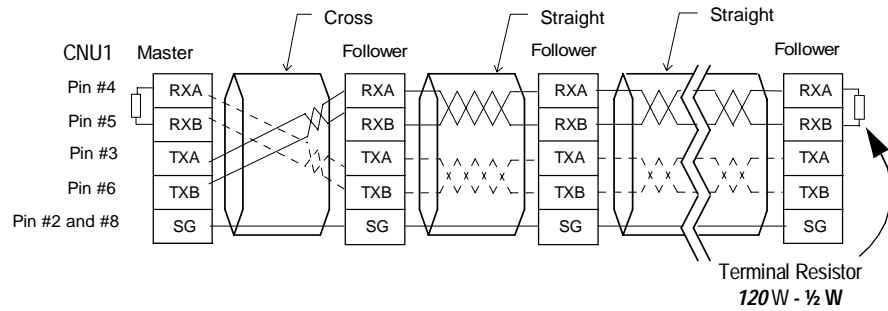 Cross Straight Straight
CNU1 Master Follower Follower Follower
Pin #4 RXA RXA RXA RXA
Pin #5 RXB RXB RXB RXB
Pin #3 TXA TXA TXA TXA
Pin #6 TXB TXB TXB TXB
Pin #2 and #8 SG SG SG SG
Terminal Resistor
120 W - ½ W